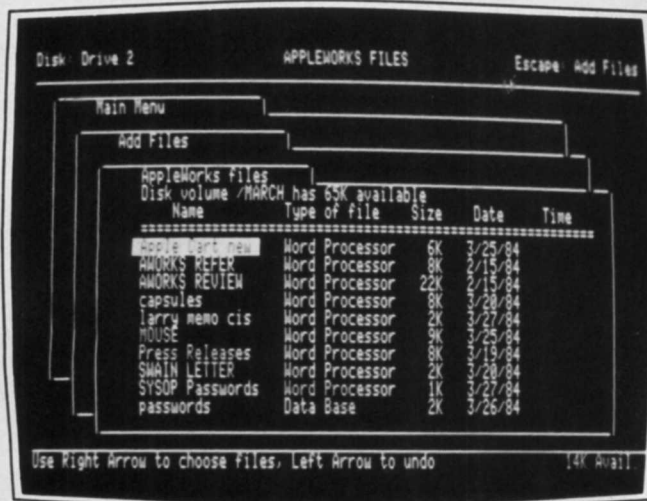 Disk: Drive 2 APPLEWORKS FILES Escape: Add Files
Main Menu
Add Files
AppleWorks files
Disk volume /MARCH has 65K available
Name Type of file Size Date Time
Apple Cart new Word Processor 6K 3/25/84
AWORKS REFER Word Processor 8K 2/15/84
AWORKS REVIEW Word Processor 22K 2/15/84
capsules Word Processor 8K 3/20/84
larry memo cis Word Processor 2K 3/27/84
MOUSE Word Processor 9K 3/25/84
Press Releases Word Processor 8K 3/19/84
SWAIN LETTER Word Processor 2K 3/20/84
SYSOP Passwords Word Processor 1K 3/27/84
passwords Data Base 2K 3/26/84
Use Right Arrow to choose files, Left Arrow to undo 14K Avail.